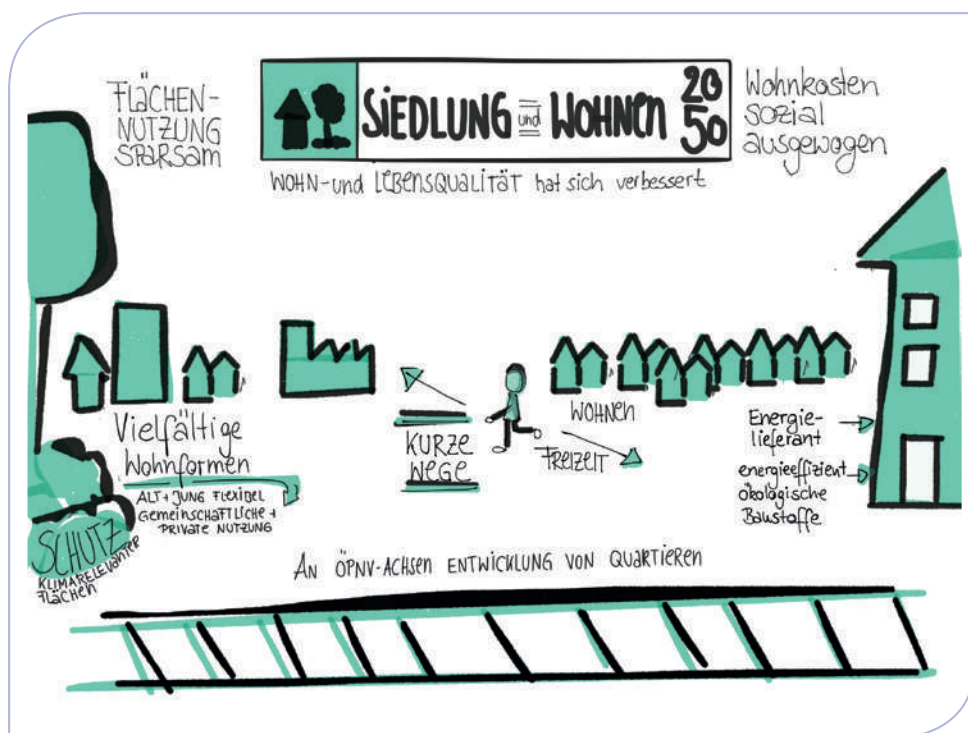 FLÄCHEN-
NUTZUNG
SPARSAM
SIEDLUNG und WOHNEN 20
50
Wohnkosten
sozial
ausgewogen
WOHN- und LEBENSQUALITÄT hat sich verbessert
Vielfältige
Wohnformen
ALT + JUNG FLEXIBEL
GEMEINSCHAFTLICHE +
PRIVATE NUTZUNG
KURZE
WEGE
WOHNEN
FREIZEIT
Energie-
lieferant
energieeffizient
ökologische
Baustoffe
SCHUTZ
KLIMARELEVANTER
FLÄCHEN
AN ÖPNV-ACHSEN ENTWICKLUNG VON QUARTIEREN